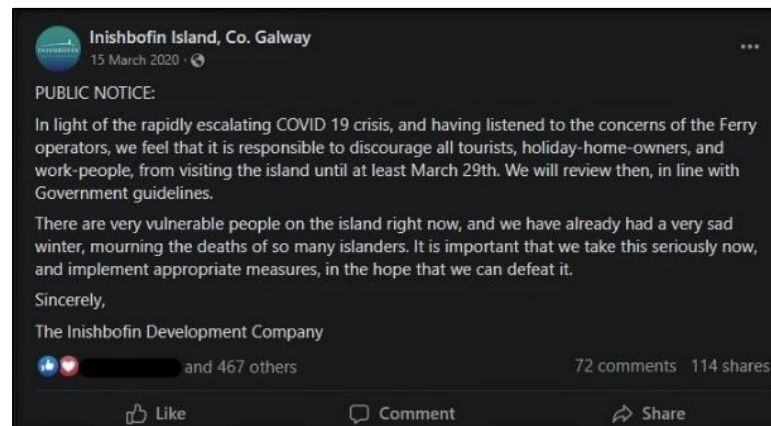 Inishbofin Island, Co. Galway
15 March 2020 ·
INISHBOFIN
PUBLIC NOTICE:
In light of the rapidly escalating COVID 19 crisis, and having listened to the concerns of the Ferry
operators, we feel that it is responsible to discourage all tourists, holiday-home-owners, and
work-people, from visiting the island until at least March 29th. We will review then, in line with
Government guidelines.
There are very vulnerable people on the island right now, and we have already had a very sad
winter, mourning the deaths of so many islanders. It is important that we take this seriously now,
and implement appropriate measures, in the hope that we can defeat it.
Sincerely,
The Inishbofin Development Company
and 467 others
72 comments 114 shares
Like Comment Share